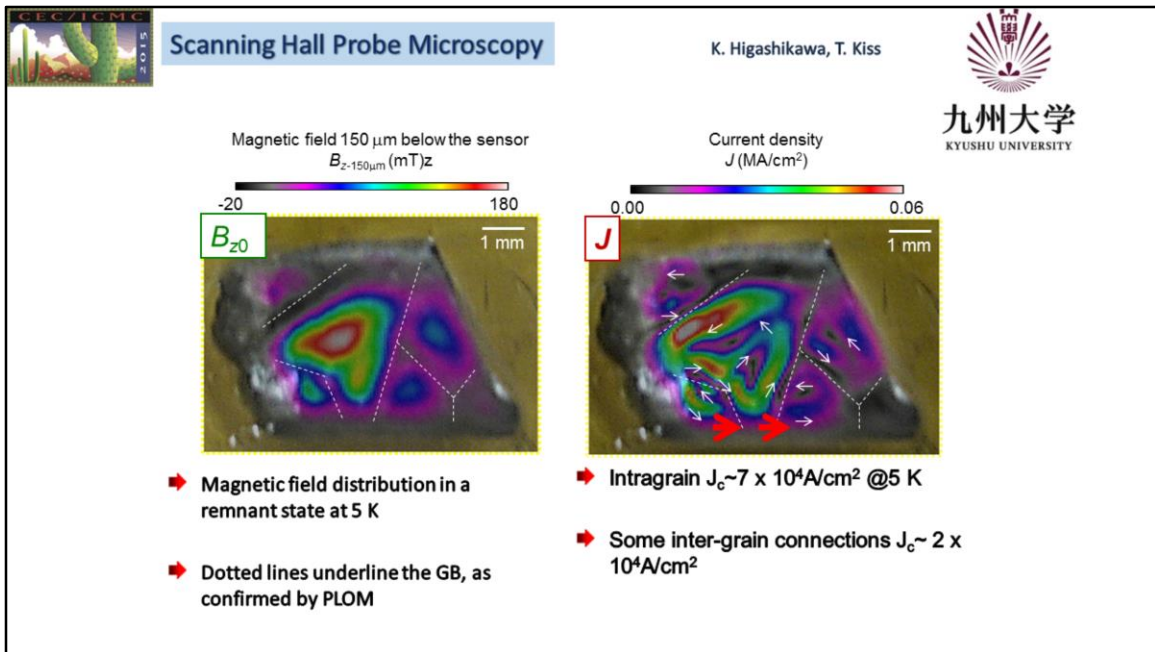 CEC/ICMC
2015
Scanning Hall Probe Microscopy
K. Higashikawa, T. Kiss
九州大学
KYUSHU UNIVERSITY
Magnetic field 150 μm below the sensor
Bz-150μm (mT)z
-20
180
Bz0
1 mm
Current density
J (MA/cm²)
0.00
0.06
J
1 mm
Magnetic field distribution in a
remnant state at 5 K
Dotted lines underline the GB, as
confirmed by PLOM
Intragrain Jc~7 x 10⁴A/cm² @5 K
Some inter-grain connections Jc~ 2 x
10⁴A/cm²